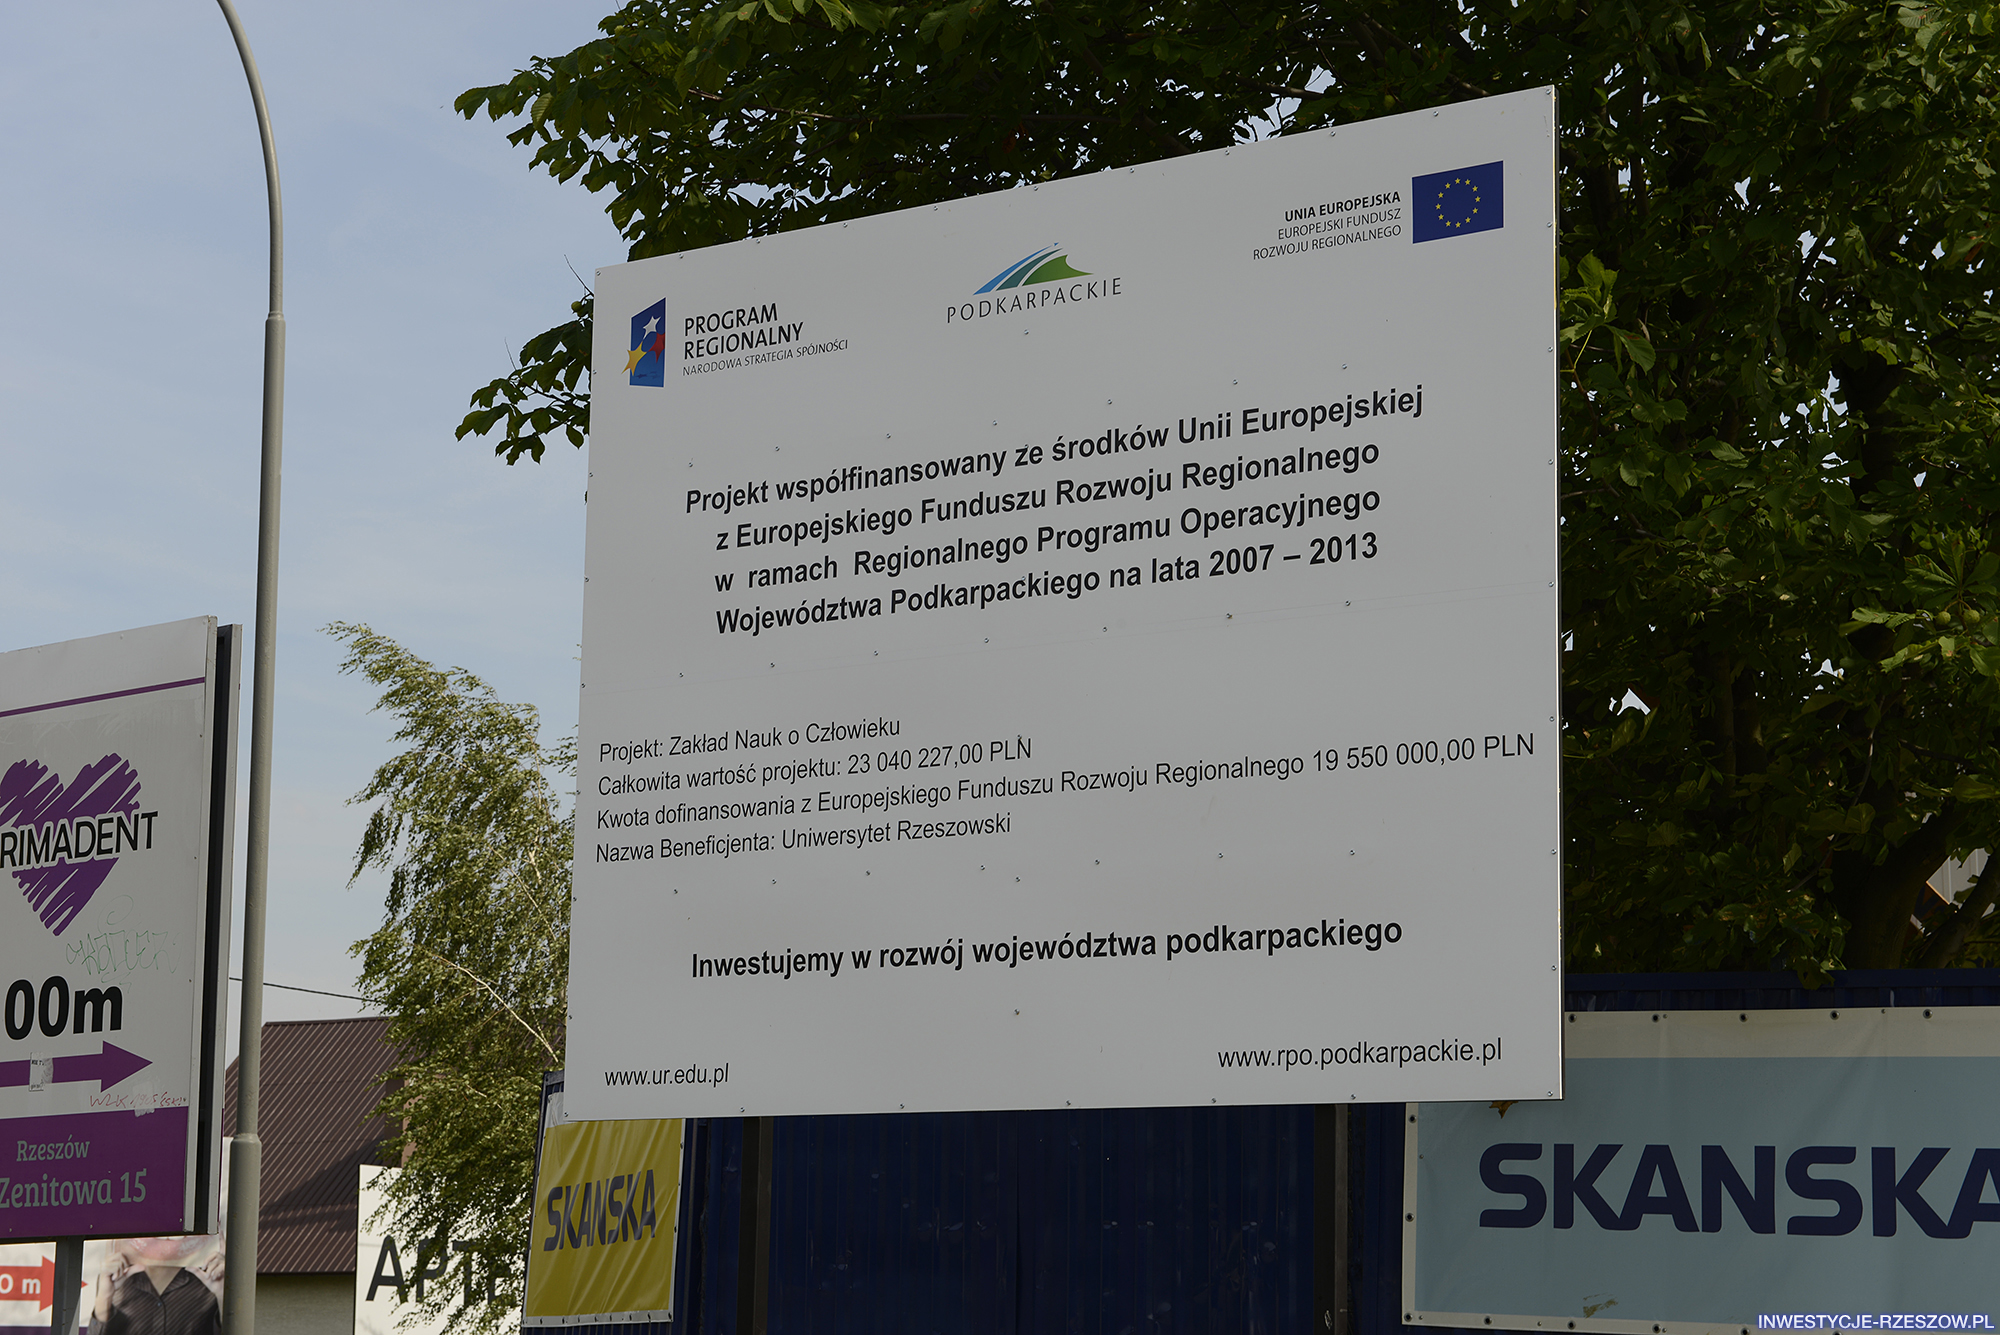 PROGRAM
REGIONALNY
NARODOWA STRATEGIA SPÓJNOŚCI
PODKARPACKIE
UNIA EUROPEJSKA
EUROPEJSKI FUNDUSZ
ROZWOJU REGIONALNEGO
Projekt współfinansowany ze środków Unii Europejskiej
z Europejskiego Funduszu Rozwoju Regionalnego
w ramach Regionalnego Programu Operacyjnego
Województwa Podkarpackiego na lata 2007 – 2013
Projekt: Zakład Nauk o Człowieku
Całkowita wartość projektu: 23 040 227,00 PLN
Kwota dofinansowania z Europejskiego Funduszu Rozwoju Regionalnego 19 550 000,00 PLN
Nazwa Beneficjenta: Uniwersytet Rzeszowski
Inwestujemy w rozwój województwa podkarpackiego
www.ur.edu.pl
www.rpo.podkarpackie.pl
RIMADENT
00m
Rzeszów
Zenitowa 15
0 m
APTE
SKANSKA
SKANSKA
INWESTYCJE-RZESZOW.PL